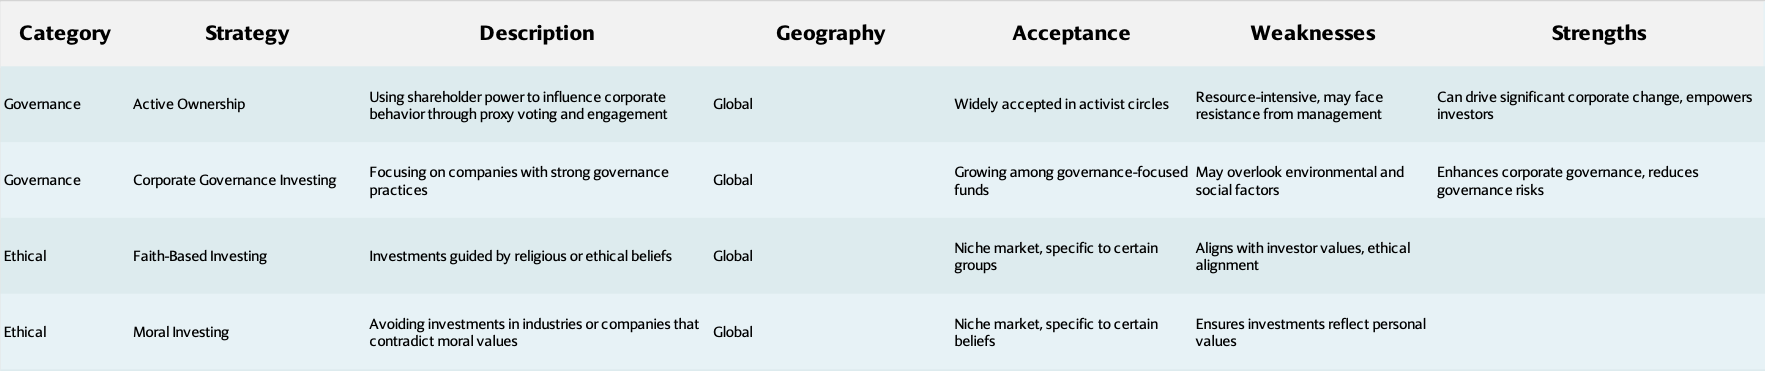 Category Strategy Description Geography Acceptance Weaknesses Strengths
Governance Active Ownership Using shareholder power to influence corporate behavior through proxy voting and engagement Global Widely accepted in activist circles Resource-intensive, may face resistance from management Can drive significant corporate change, empowers investors
Governance Corporate Governance Investing Focusing on companies with strong governance practices Global Growing among governance-focused funds May overlook environmental and social factors Enhances corporate governance, reduces governance risks
Ethical Faith-Based Investing Investments guided by religious or ethical beliefs Global Niche market, specific to certain groups Aligns with investor values, ethical alignment
Ethical Moral Investing Avoiding investments in industries or companies that contradict moral values Global Niche market, specific to certain beliefs Ensures investments reflect personal values